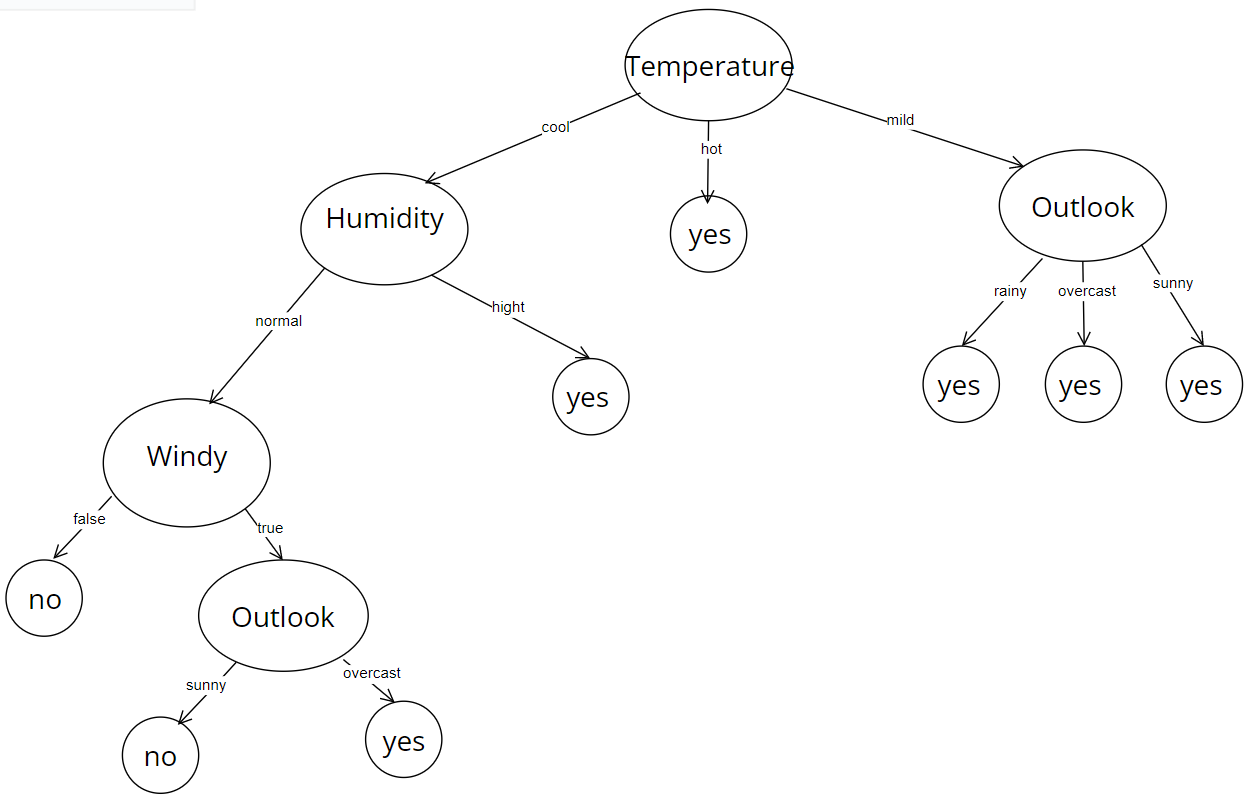 Temperature
cool
hot
mild
Humidity
yes
Outlook
normal
hight
rainy
overcast
sunny
yes
yes
yes
yes
Windy
false
true
no
Outlook
sunny
overcast
no
yes